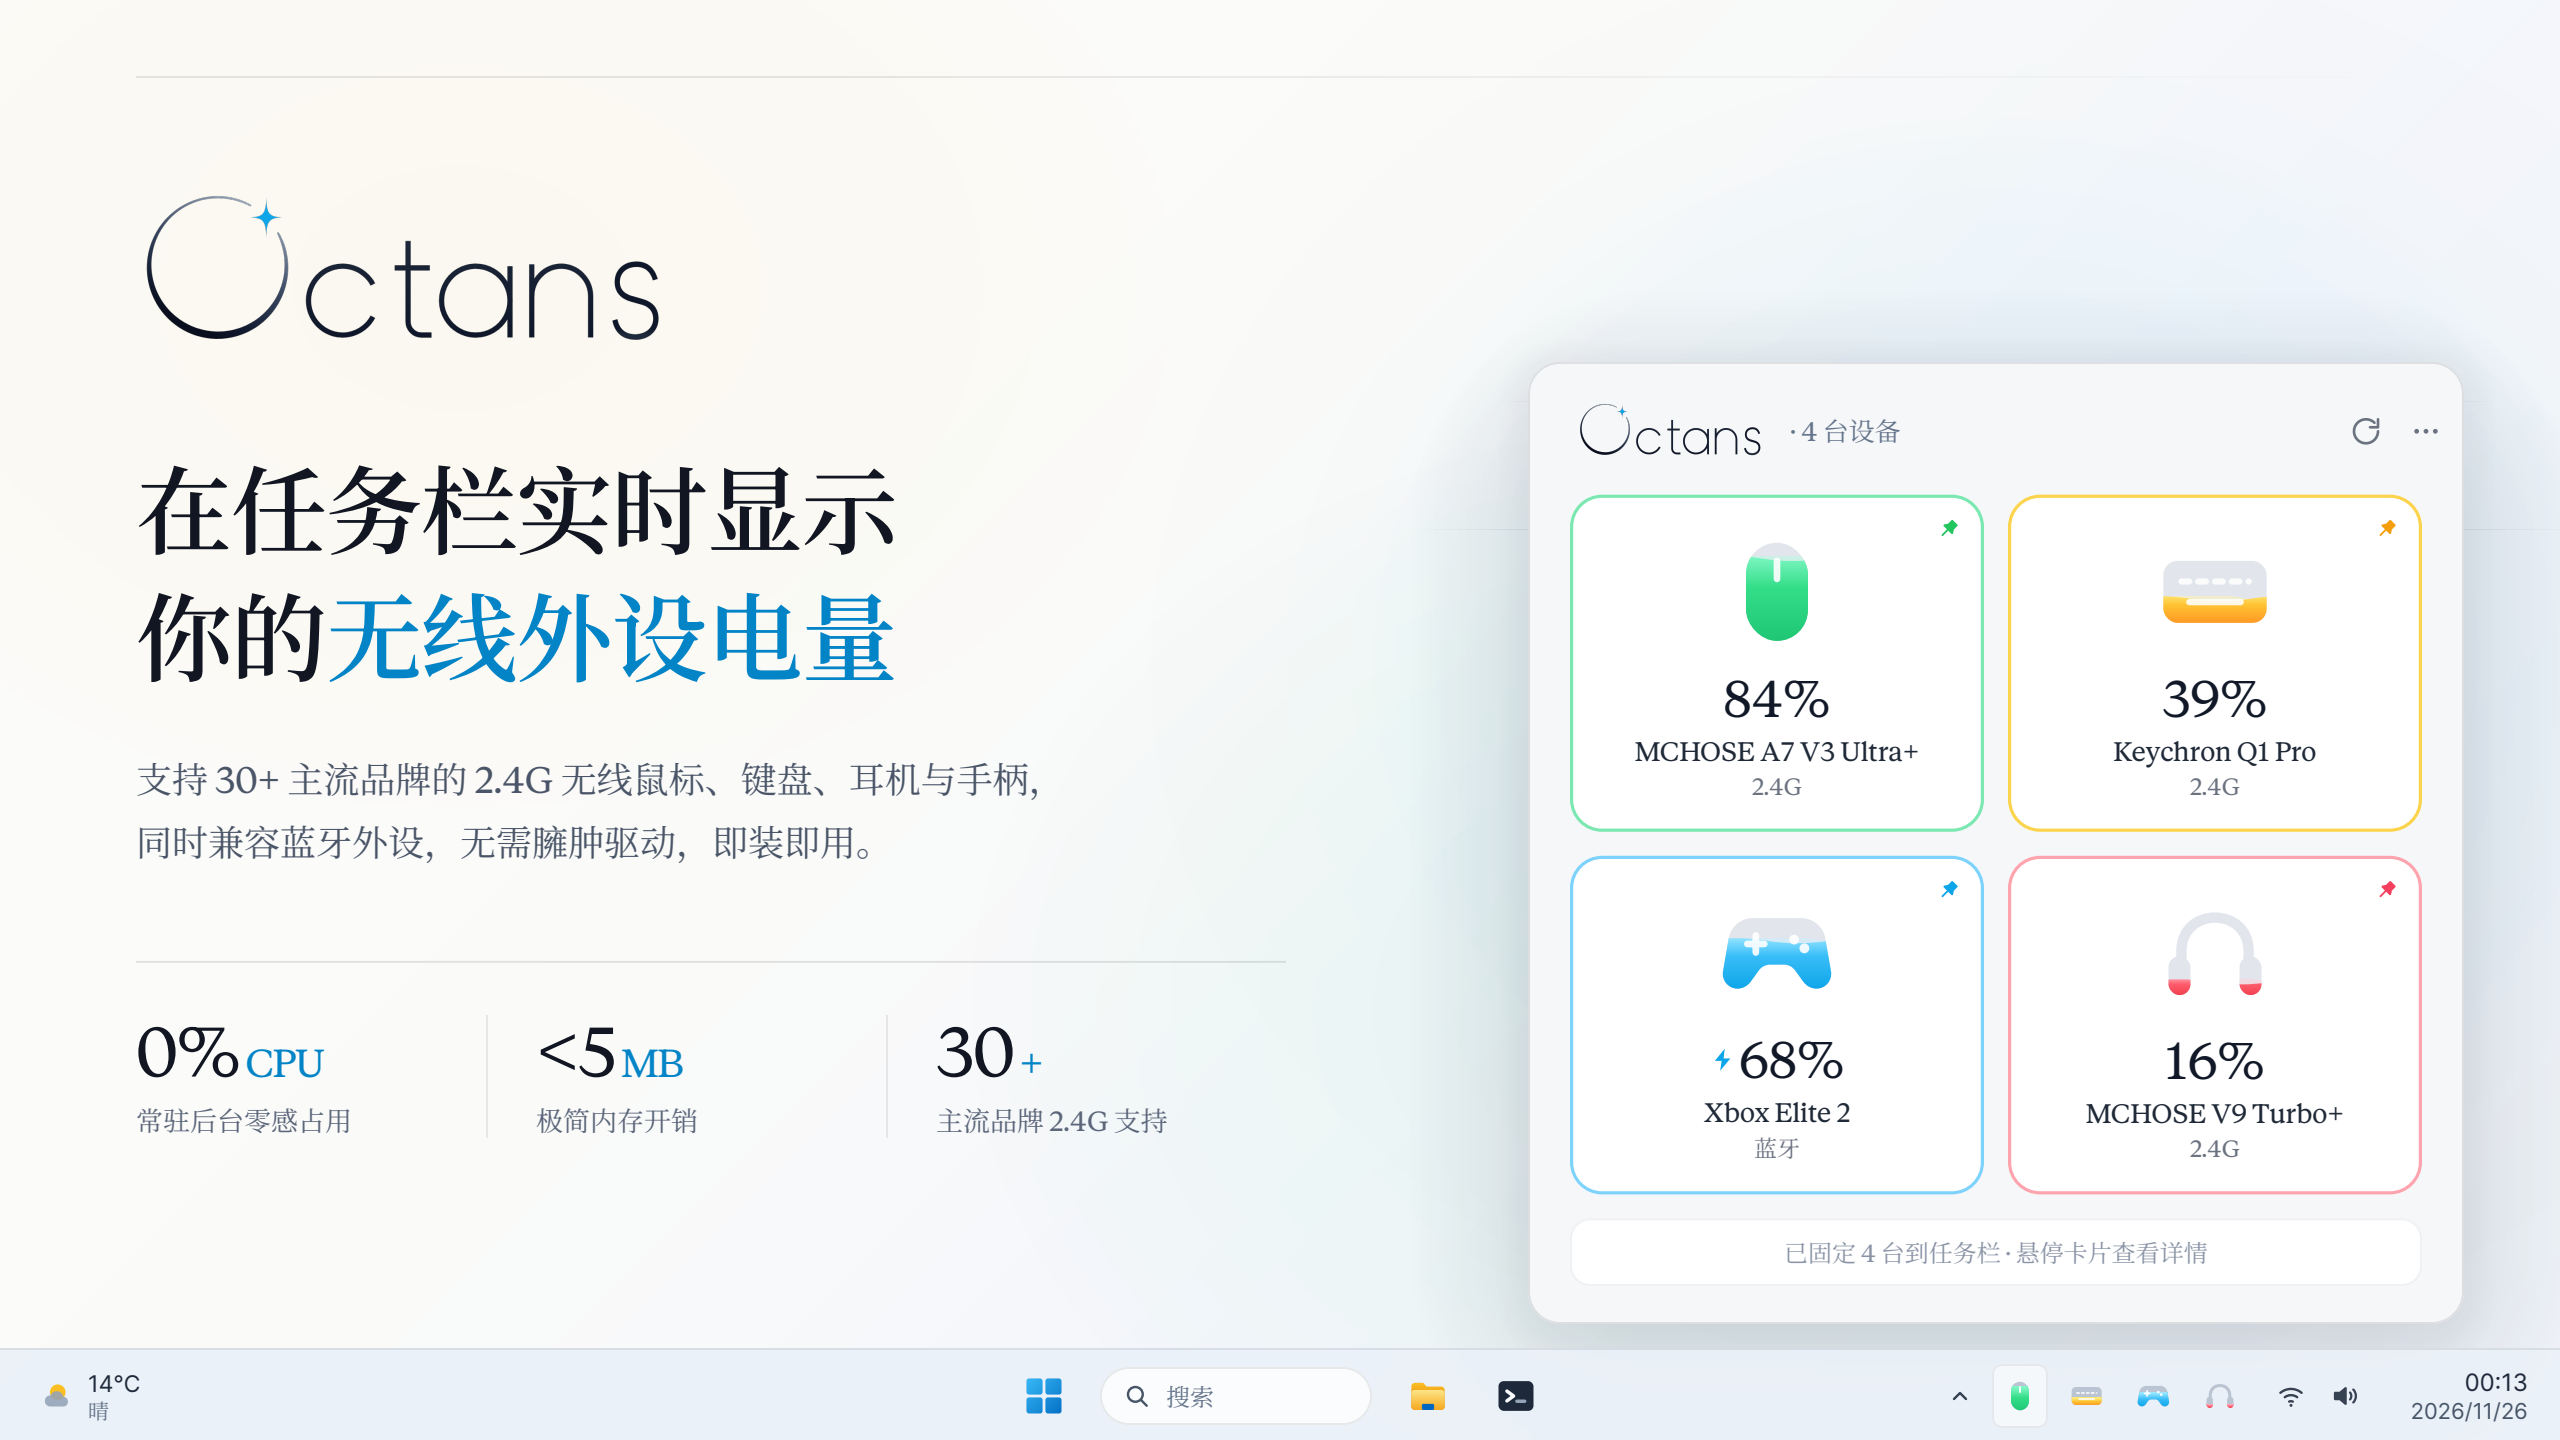 Octans
在任务栏实时显示
你的无线外设电量
支持 30+ 主流品牌的 2.4G 无线鼠标、键盘、耳机与手柄，
同时兼容蓝牙外设，无需臃肿驱动，即装即用。
0% CPU
常驻后台零感占用
<5 MB
极简内存开销
30 +
主流品牌 2.4G 支持
Octans · 4 台设备
84%
MCHOSE A7 V3 Ultra+
2.4G
39%
Keychron Q1 Pro
2.4G
68%
Xbox Elite 2
蓝牙
16%
MCHOSE V9 Turbo+
2.4G
已固定 4 台到任务栏 · 悬停卡片查看详情
14°C
晴
搜索
00:13
2026/11/26